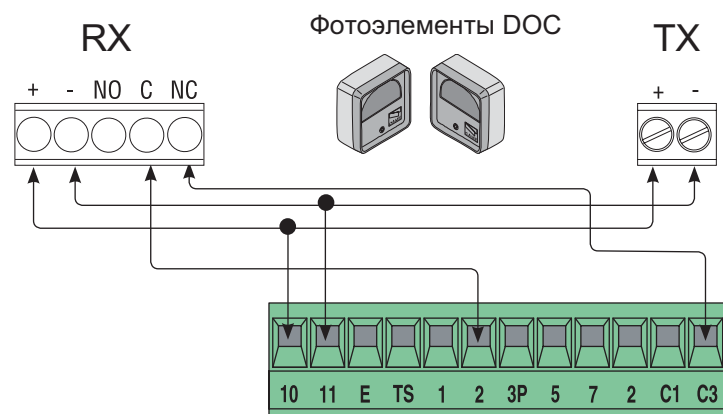 RX
Фотоэлементы DOC
TX
+ - NO C NC
+ -
10 11 E TS 1 2 3P 5 7 2 C1 C3